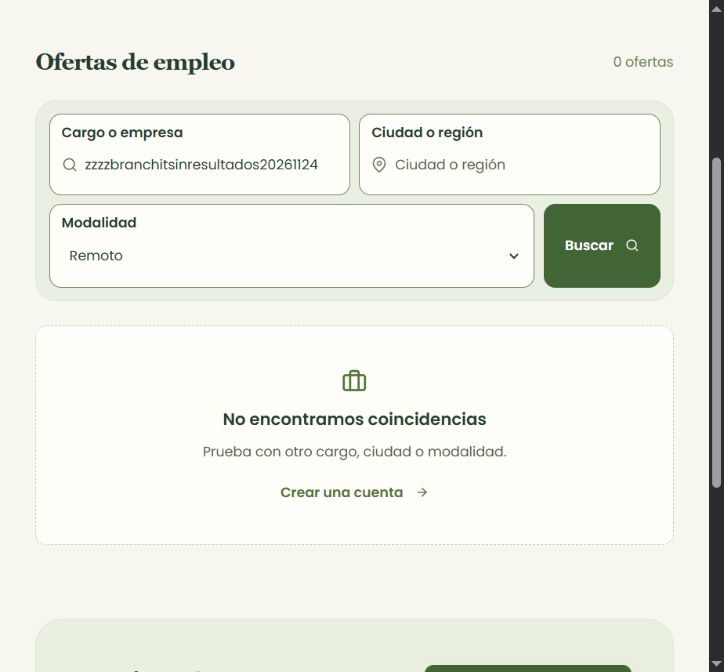 Ofertas de empleo
0 ofertas
Cargo o empresa
zzzzbranchitsinresultados20261124
Ciudad o región
Ciudad o región
Modalidad
Remoto
Buscar
No encontramos coincidencias
Prueba con otro cargo, ciudad o modalidad.
Crear una cuenta